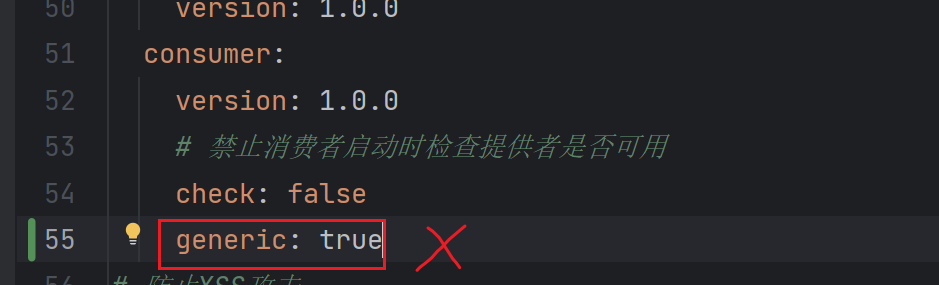 50 version: 1.0.0
51 consumer:
52 version: 1.0.0
53 # 禁止消费者启动时检查提供者是否可用
54 check: false
55 generic: true
56 # 防止XSS攻击